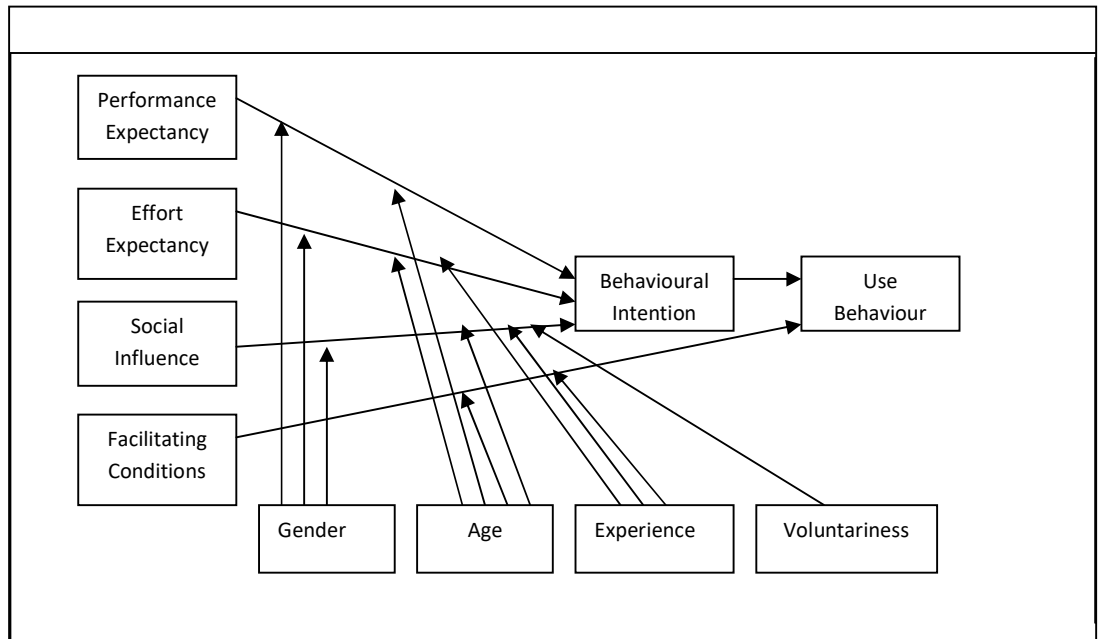 Performance
Expectancy
Effort
Expectancy
Social
Influence
Facilitating
Conditions
Behavioural
Intention
Use
Behaviour
Gender
Age
Experience
Voluntariness